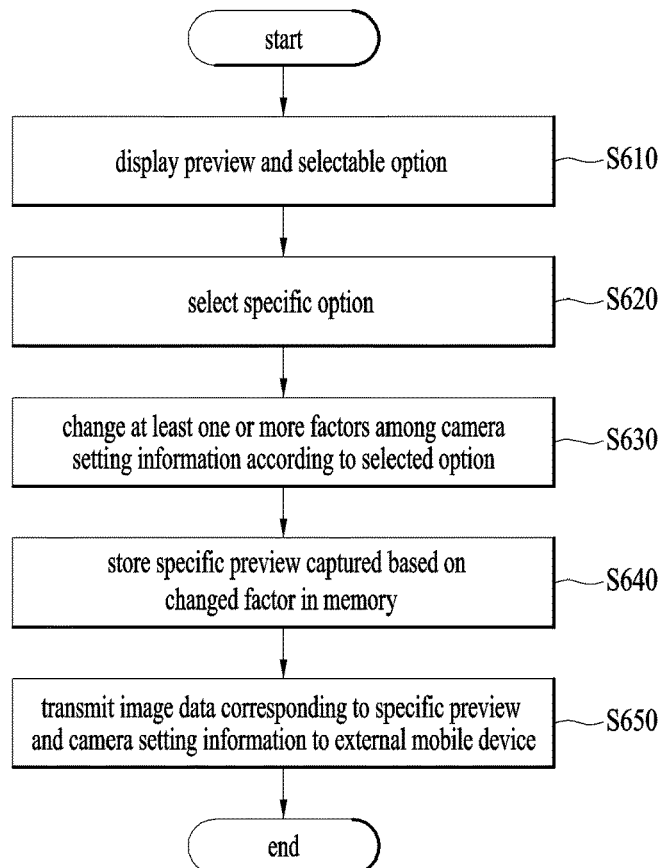 start
display preview and selectable option
S610
select specific option
S620
change at least one or more factors among camera
setting information according to selected option
S630
store specific preview captured based on
changed factor in memory
S640
transmit image data corresponding to specific preview
and camera setting information to external mobile device
S650
end